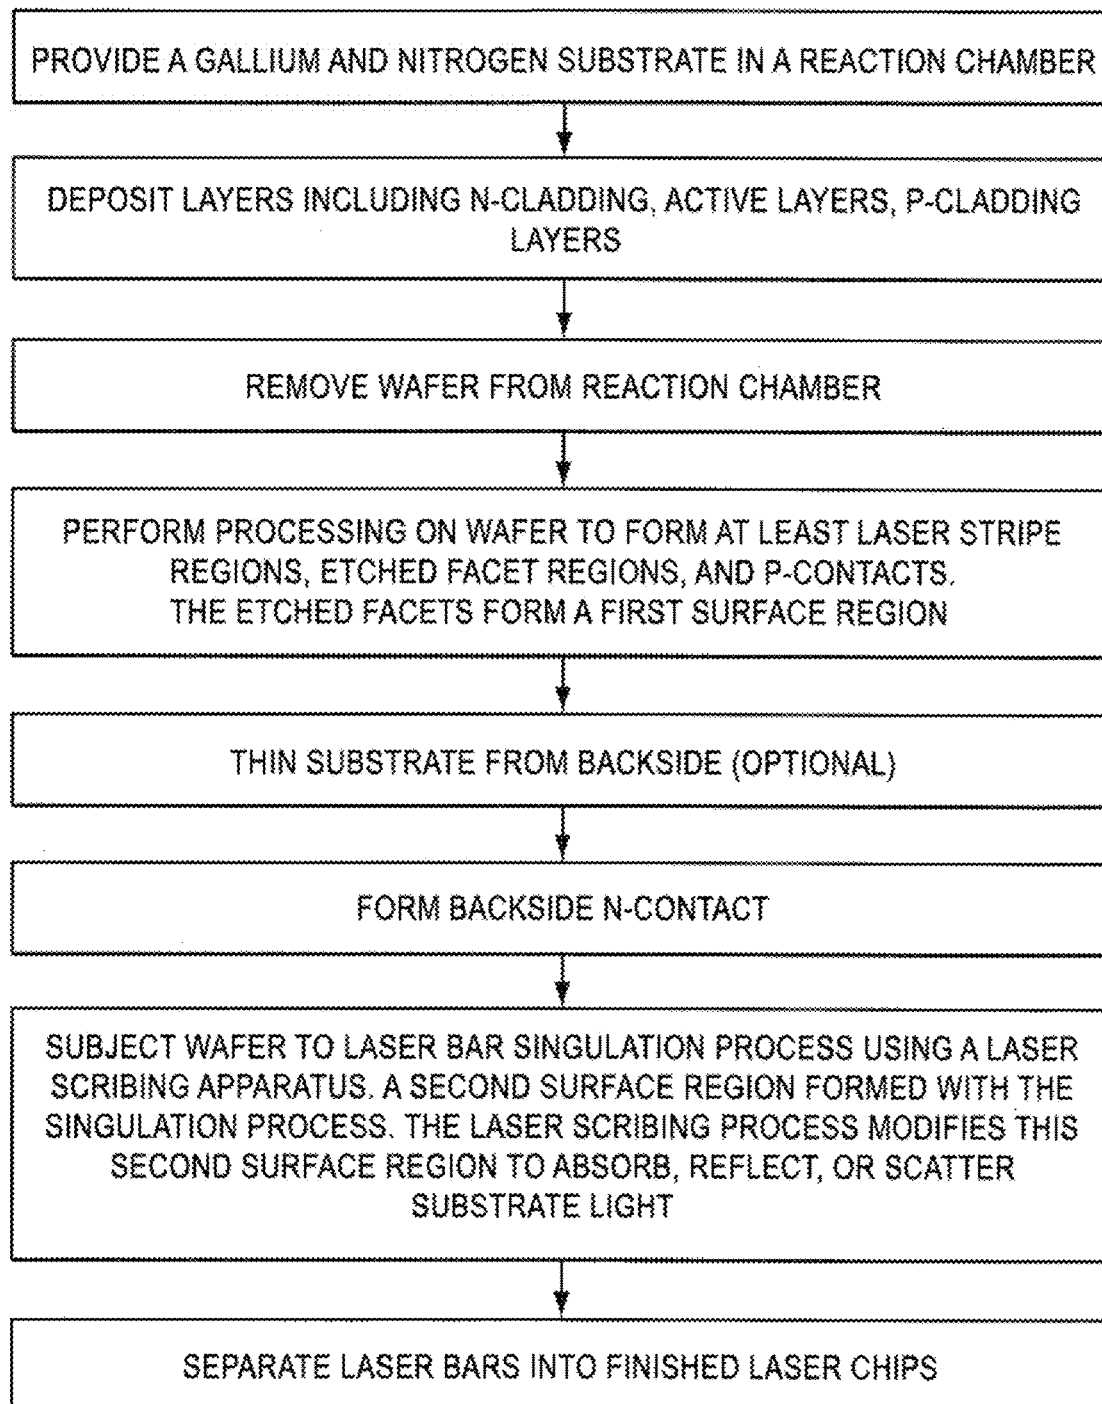 PROVIDE A GALLIUM AND NITROGEN SUBSTRATE IN A REACTION CHAMBER
DEPOSIT LAYERS INCLUDING N-CLADDING, ACTIVE LAYERS, P-CLADDING
LAYERS
REMOVE WAFER FROM REACTION CHAMBER
PERFORM PROCESSING ON WAFER TO FORM AT LEAST LASER STRIPE
REGIONS, ETCHED FACET REGIONS, AND P-CONTACTS.
THE ETCHED FACETS FORM A FIRST SURFACE REGION
THIN SUBSTRATE FROM BACKSIDE (OPTIONAL)
FORM BACKSIDE N-CONTACT
SUBJECT WAFER TO LASER BAR SINGULATION PROCESS USING A LASER
SCRIBING APPARATUS. A SECOND SURFACE REGION FORMED WITH THE
SINGULATION PROCESS. THE LASER SCRIBING PROCESS MODIFIES THIS
SECOND SURFACE REGION TO ABSORB, REFLECT, OR SCATTER
SUBSTRATE LIGHT
SEPARATE LASER BARS INTO FINISHED LASER CHIPS